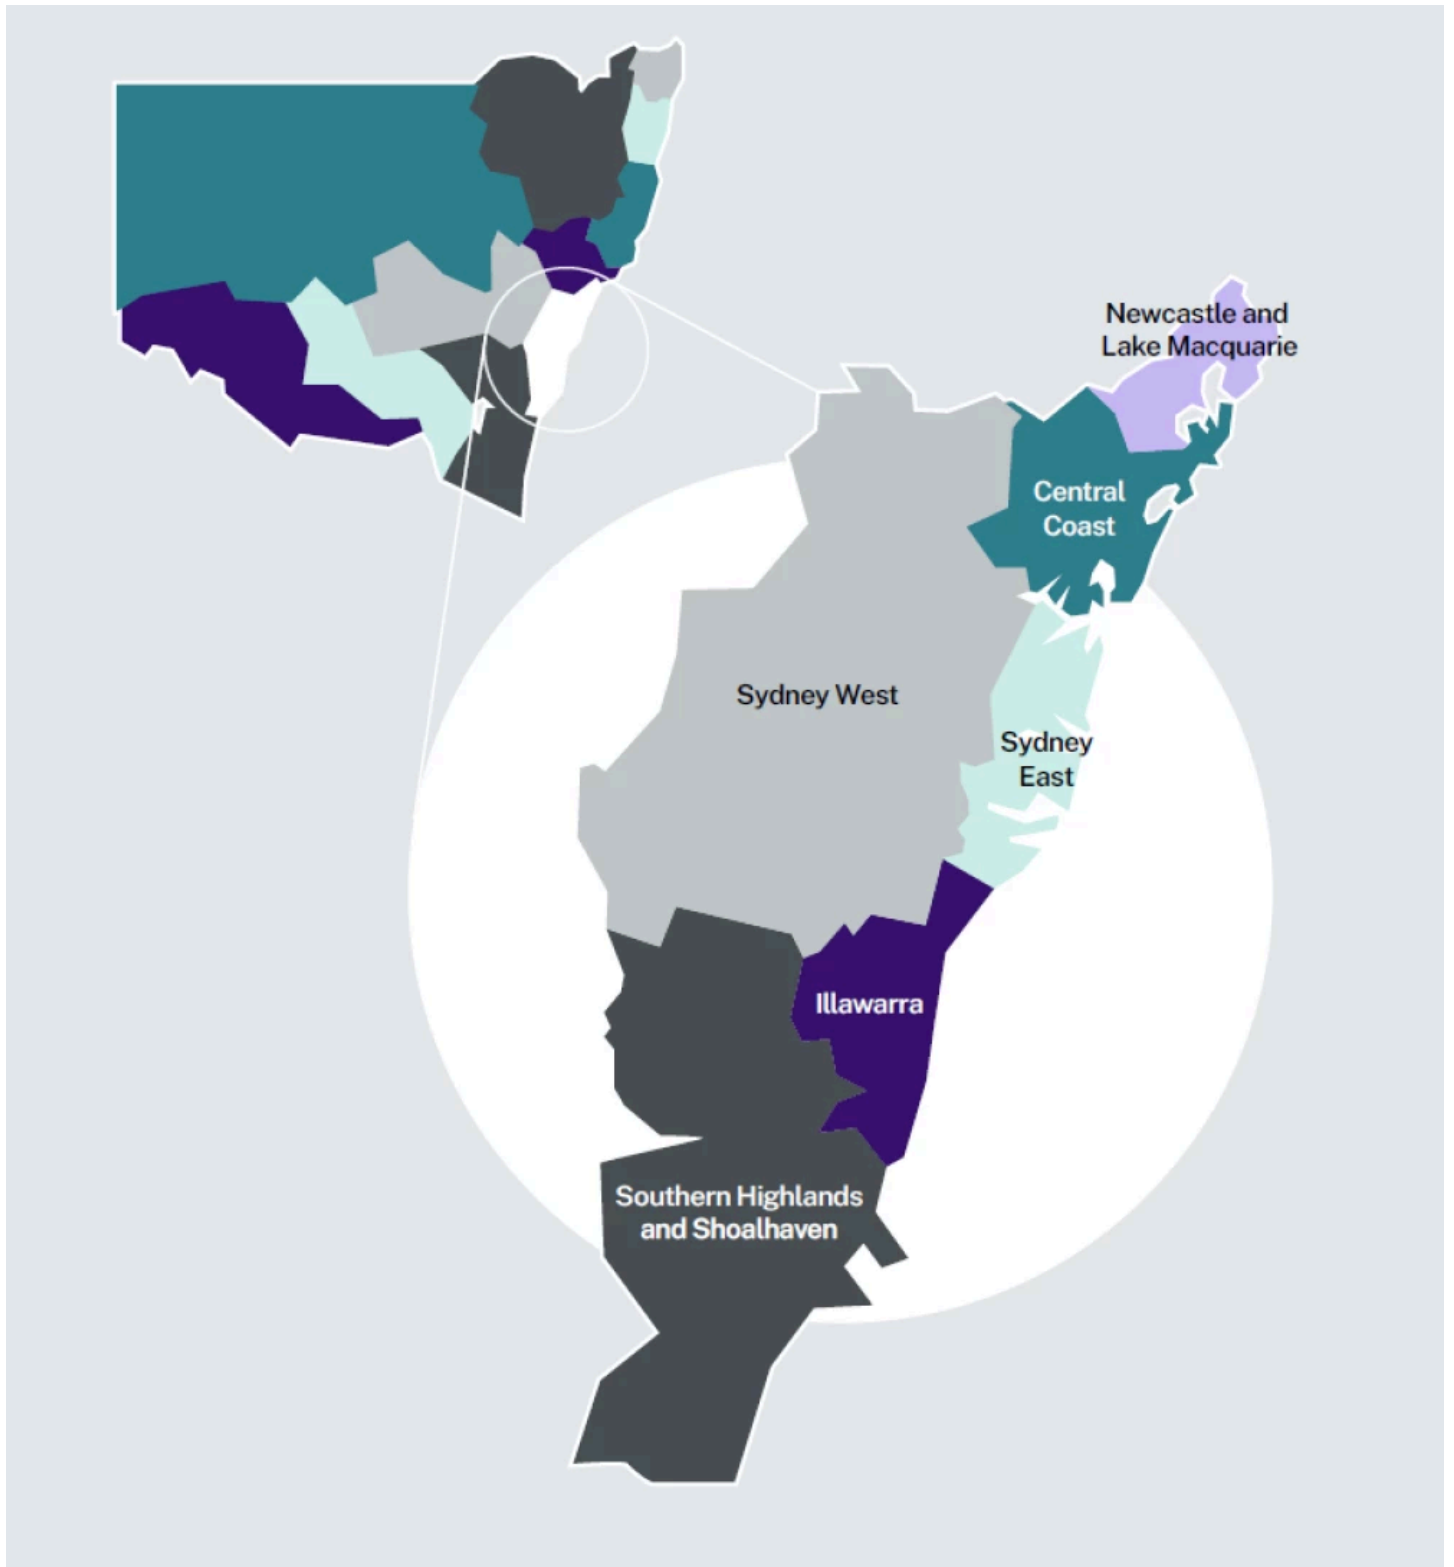 Newcastle and
Lake Macquarie
Central
Coast
Sydney West
Sydney
East
Illawarra
Southern Highlands
and Shoalhaven